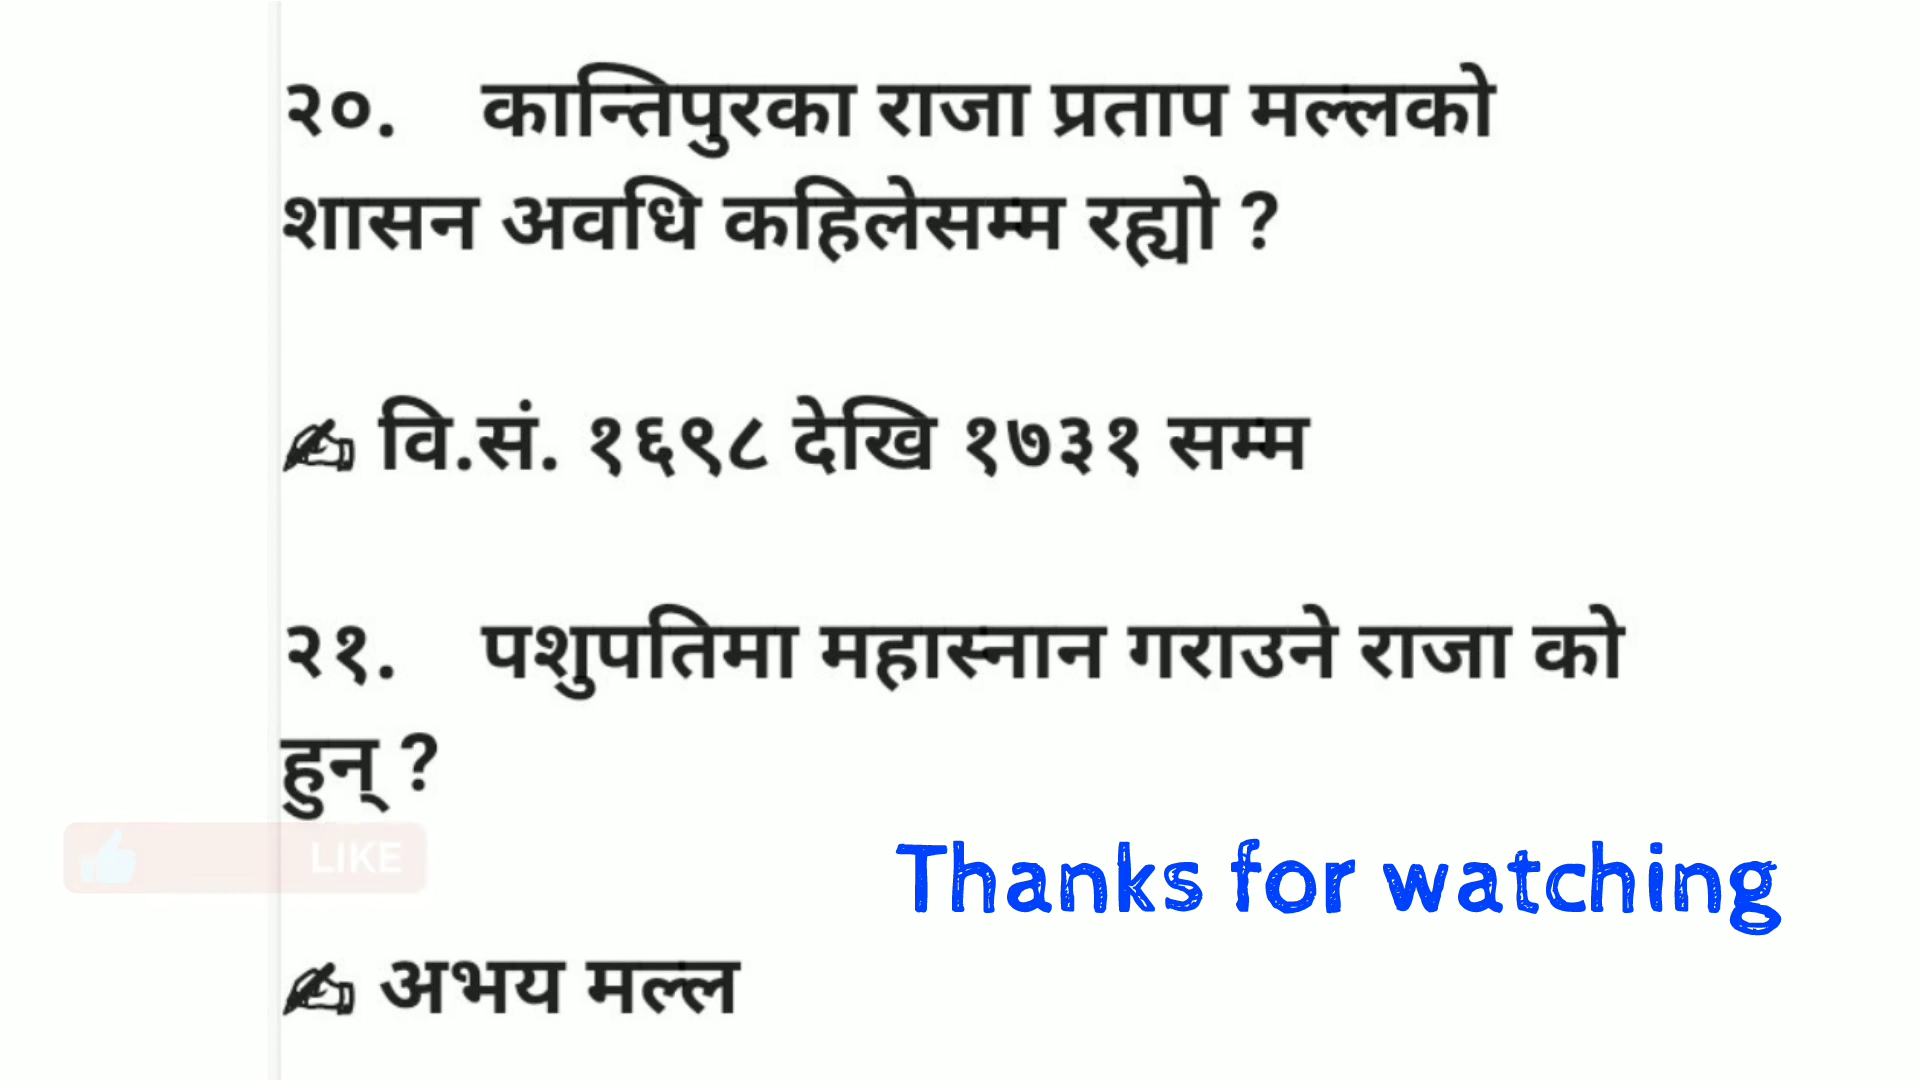 २०. कान्तिपुरका राजा प्रताप मल्लको
शासन अवधि कहिलेसम्म रह्यो ?
✍ वि.सं. १६९८ देखि १७३१ सम्म
२१. पशुपतिमा महास्नान गराउने राजा को
हुन् ?
LIKE
Thanks for watching
✍ अभय मल्ल